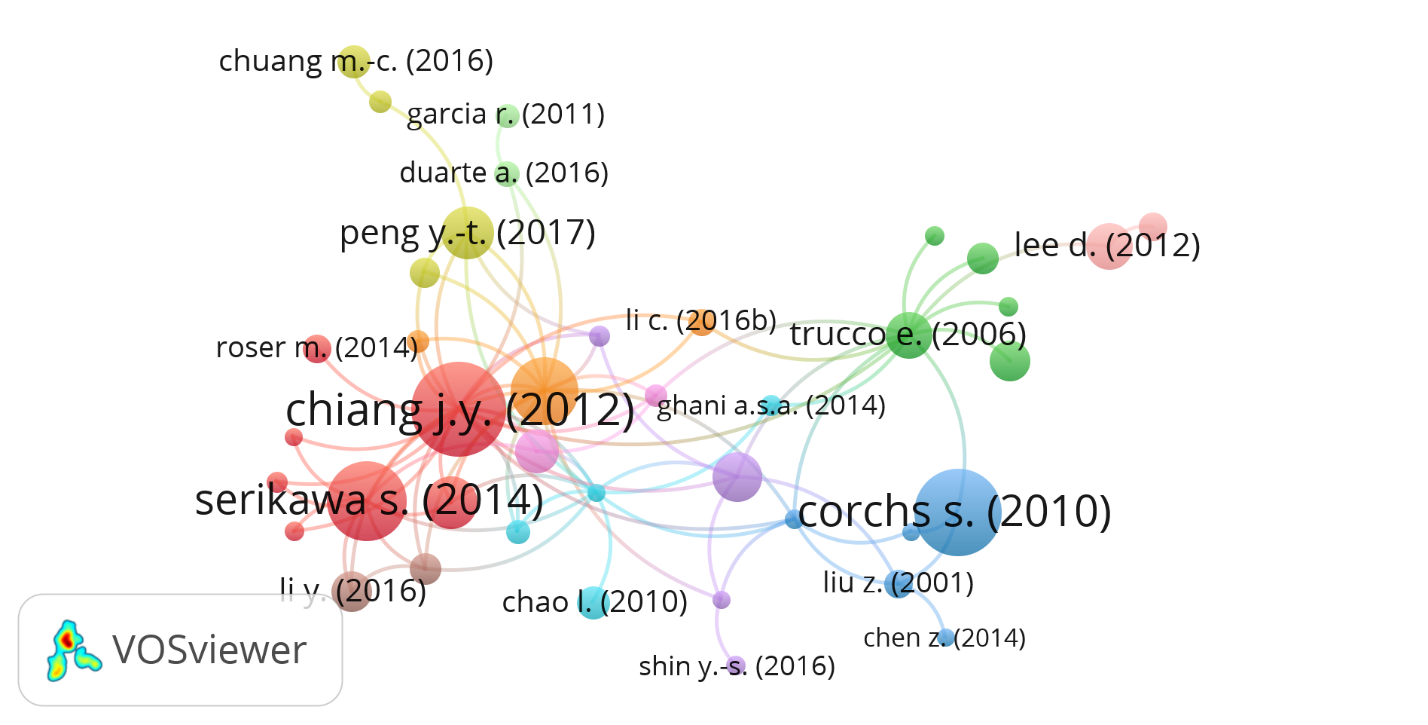 chuang m.-c. (2016)
garcia r. (2011)
duarte a. (2016)
peng y.-t. (2017)
lee d. (2012)
li c. (2016b)
trucco e. (2006)
roser m. (2014)
chiang j.y. (2012)
ghani a.s.a. (2014)
serikawa s. (2014)
corchs s. (2010)
liu z. (2001)
li y. (2016)
chao l. (2010)
chen z. (2014)
VOSviewer
shin y.-s. (2016)